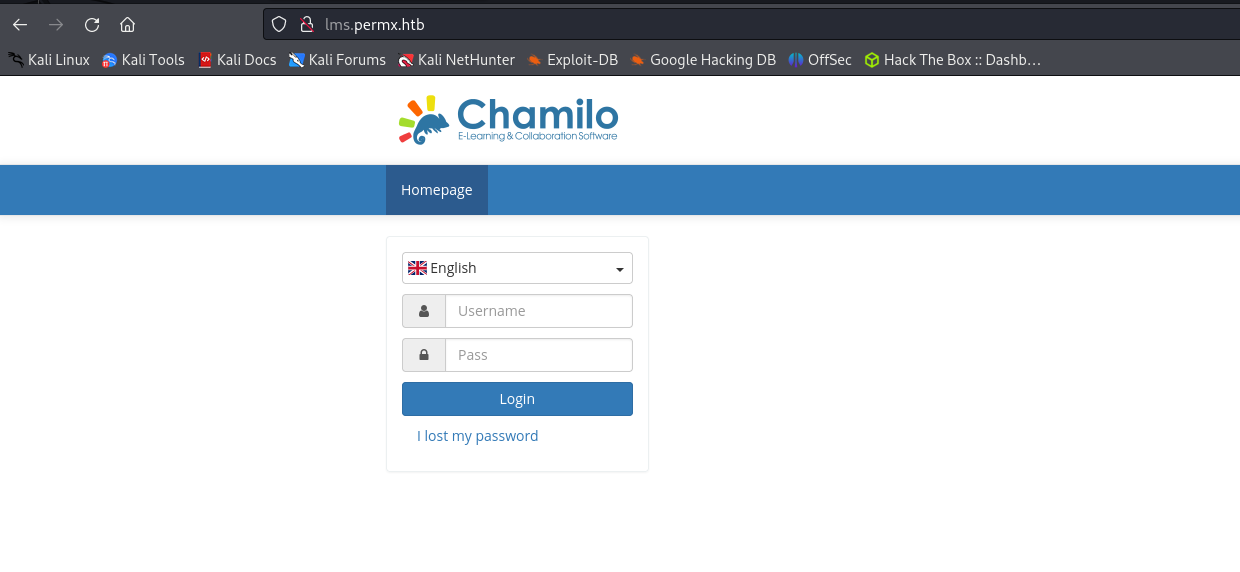 lms.permx.htb
Kali Linux Kali Tools Kali Docs Kali Forums Kali NetHunter Exploit-DB Google Hacking DB OffSec Hack The Box :: Dashb…
Chamilo
E-Learning & Collaboration Software
Homepage
English
Username
Pass
Login
I lost my password